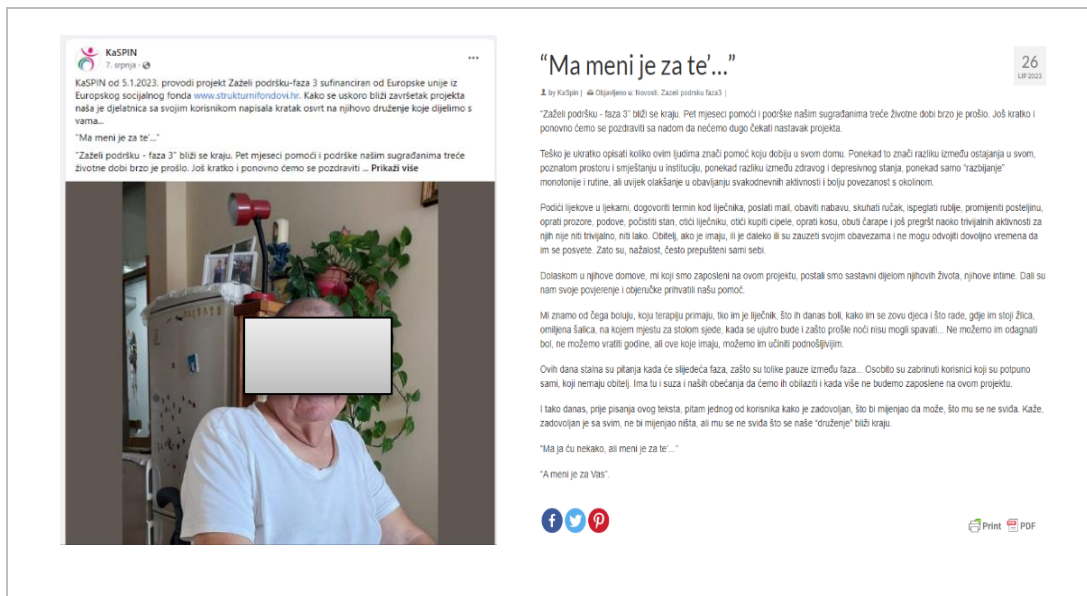 KaSPIN
7. srpnja ·
KaSPIN od 5.1.2023. provodi projekt Zaželi podršku-faza 3 sufinanciran od Europske unije iz
Europskog socijalnog fonda www.strukturnifondovi.hr. Kako se uskoro bliži završetak projekta
naša je djelatnica sa svojim korisnikom napisala kratak osvrt na njihovo druženje koje dijelimo s
vama...
"Ma meni je za te'..."
"Zaželi podršku - faza 3" bliži se kraju. Pet mjeseci pomoći i podrške našim sugrađanima treće
životne dobi brzo je prošlo. Još kratko i ponovno ćemo se pozdraviti ... Prikaži više
"Ma meni je za te'..."
26
LIP 2023
by KaSpin | Objavljeno u: Novosti, Zazeli podrsku faza3 |
"Zaželi podršku - faza 3" bliži se kraju. Pet mjeseci pomoći i podrške našim sugrađanima treće životne dobi brzo je prošlo. Još kratko i
ponovno ćemo se pozdraviti sa nadom da nećemo dugo čekati nastavak projekta.
Teško je ukratko opisati koliko ovim ljudima znači pomoć koju dobiju u svom domu. Ponekad to znači razliku između ostajanja u svom,
poznatom prostoru i smještanju u instituciju, ponekad razliku između zdravog i depresivnog stanja, ponekad samo "razbijanje"
monotonije i rutine, ali uvijek olakšanje u obavljanju svakodnevnih aktivnosti i bolju povezanost s okolinom.
Podići lijekove u ljekarni, dogovoriti termin kod liječnika, poslati mail, obaviti nabavu, skuhati ručak, ispeglati rublje, promijeniti posteljinu,
oprati prozore, podove, počistiti stan, otići liječniku, otići kupiti cipele, oprati kosu, obuti čarape i još pregršt naoko trivijalnih aktivnosti za
njih nije niti trivijalno, niti lako. Obitelj, ako je imaju, ili je daleko ili su zauzeti svojim obavezama i ne mogu odvojiti dovoljno vremena da
im se posvete. Zato su, nažalost, često prepušteni sami sebi.
Dolaskom u njihove domove, mi koji smo zaposleni na ovom projektu, postali smo sastavni dijelom njihovih života, njihove intime. Dali su
nam svoje povjerenje i objeručke prihvatili našu pomoć.
Mi znamo od čega boluju, koju terapiju primaju, tko im je liječnik, što ih danas boli, kako im se zovu djeca i što rade, gdje im stoji žlica,
omiljena šalica, na kojem mjestu za stolom sjede, kada se ujutro bude i zašto prošle noći nisu mogli spavati... Ne možemo im odagnati
bol, ne možemo vratiti godine, ali ove koje imaju, možemo im učiniti podnošljivijim.
Ovih dana stalna su pitanja kada će slijedeća faza, zašto su tolike pauze između faza... Osobito su zabrinuti korisnici koji su potpuno
sami, koji nemaju obitelj. Ima tu i suza i naših obećanja da ćemo ih obilaziti i kada više ne budemo zaposlene na ovom projektu.
I tako danas, prije pisanja ovog teksta, pitam jednog od korisnika kako je zadovoljan, što bi mijenjao da može, što mu se ne sviđa. Kaže,
zadovoljan je sa svim, ne bi mijenjao ništa, ali mu se ne sviđa što se naše "druženje" bliži kraju.
"Ma ja ću nekako, ali meni je za te'..."
"A meni je za Vas".
Print PDF